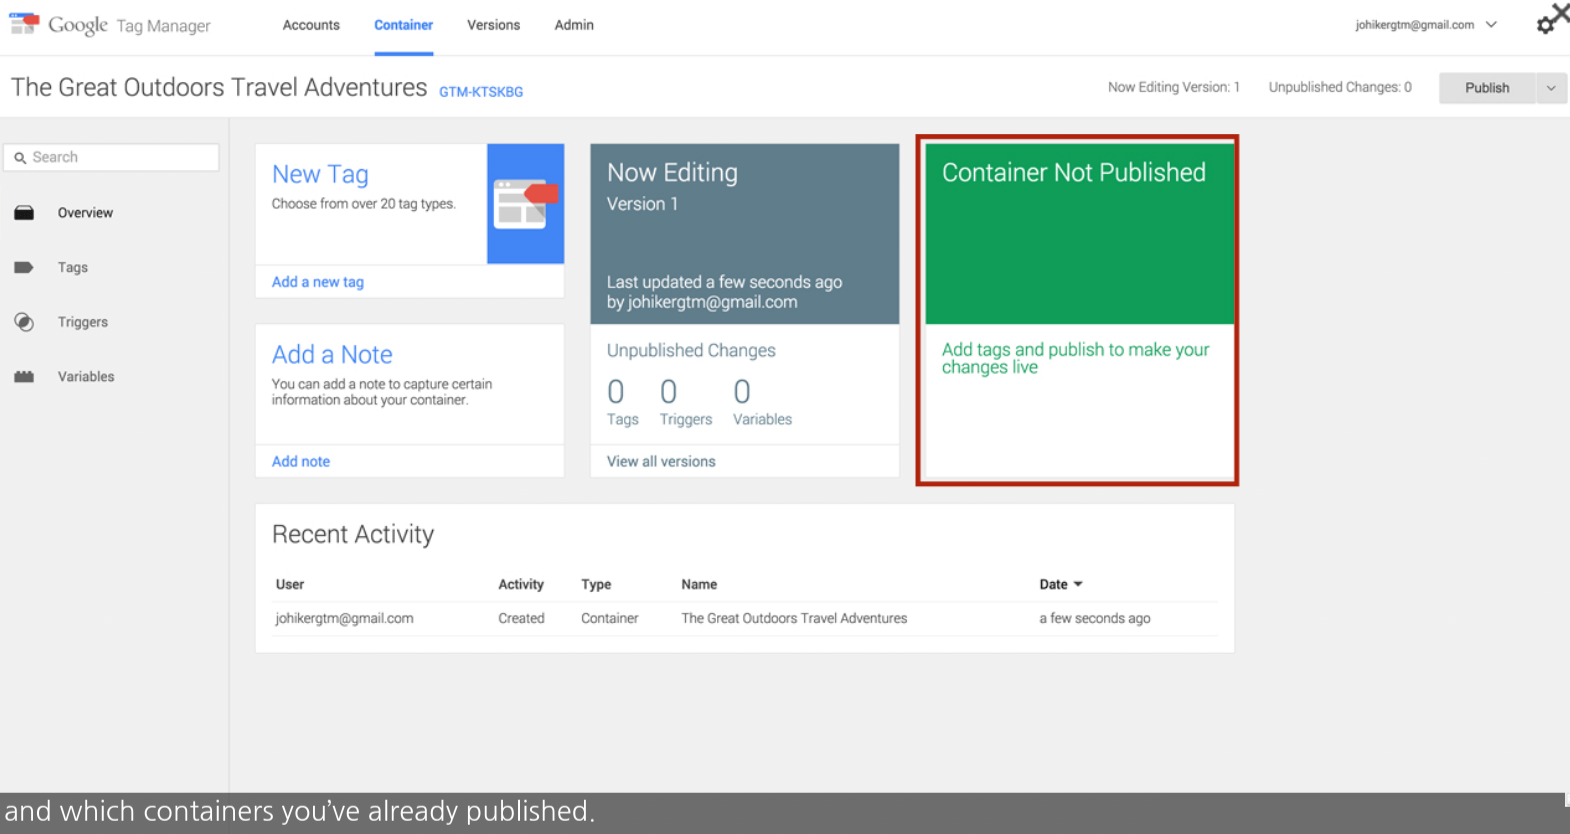 Google Tag Manager
Accounts
Container
Versions
Admin
johikergtm@gmail.com
The Great Outdoors Travel Adventures GTM-KTSKBG
Now Editing Version: 1
Unpublished Changes: 0
Publish
Search
Overview
Tags
Triggers
Variables
New Tag
Choose from over 20 tag types.
Add a new tag
Add a Note
You can add a note to capture certain
information about your container.
Add note
Now Editing
Version 1
Last updated a few seconds ago
by johikergtm@gmail.com
Unpublished Changes
0 0 0
Tags Triggers Variables
View all versions
Container Not Published
Add tags and publish to make your
changes live
Recent Activity
User Activity Type Name Date
johikergtm@gmail.com Created Container The Great Outdoors Travel Adventures a few seconds ago
and which containers you’ve already published.